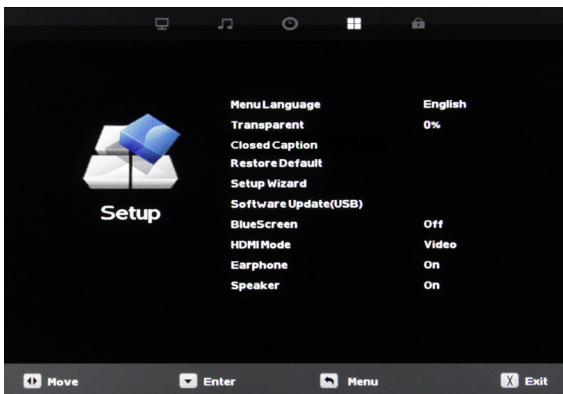 Menu Language English
Transparent 0%
Closed Caption
Restore Default
Setup Wizard
Software Update(USB)
Setup
BlueScreen Off
HDMI Mode Video
Earphone On
Speaker On
Move Enter Menu X Exit